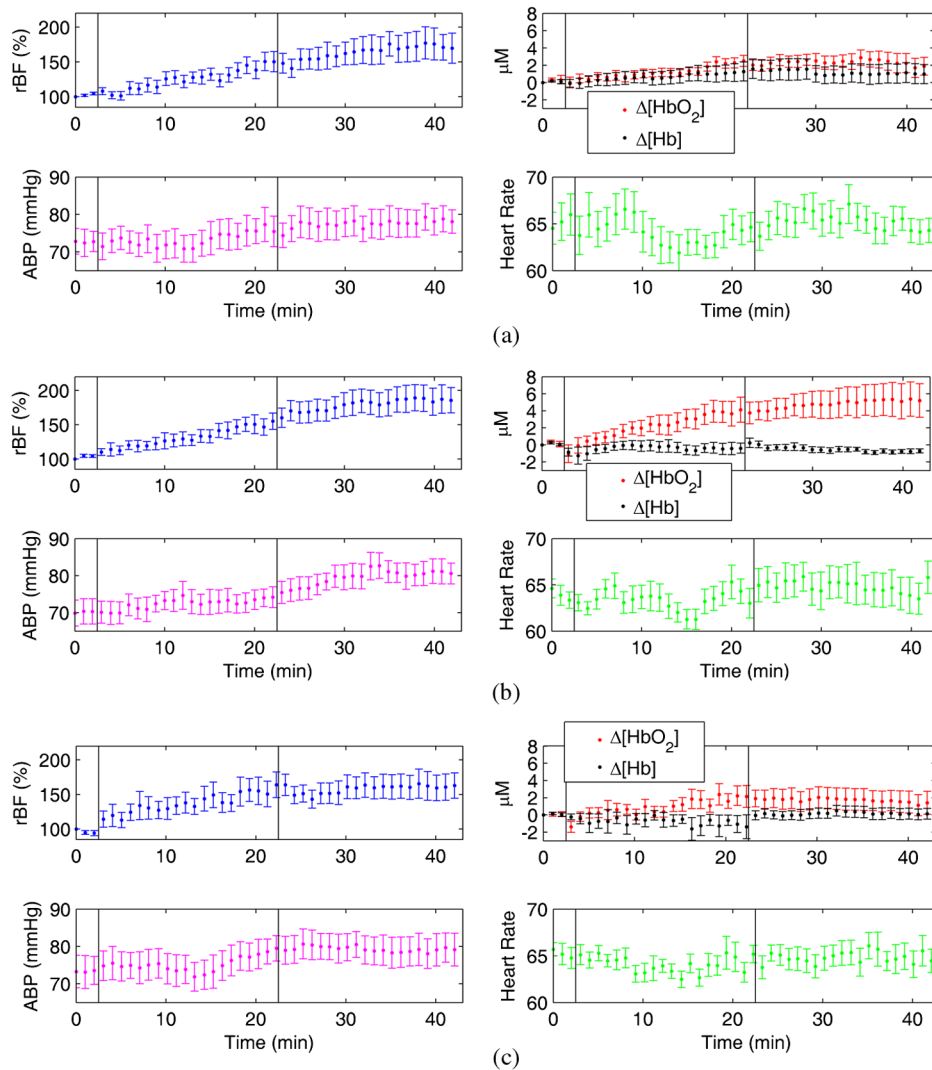 rBF (%)
200
150
100
0 10 20 30 40
μM
8
6
4
2
0
-2
0 10 30 40
Δ[HbO₂]
Δ[Hb]
ABP (mmHg)
90
80
70
0 10 20 30 40
Time (min)
Heart Rate
70
65
60
0 10 20 30 40
Time (min)
(a)
rBF (%)
200
150
100
0 10 20 30 40
μM
8
6
4
2
0
-2
0 30 40
Δ[HbO₂]
Δ[Hb]
ABP (mmHg)
90
80
70
0 10 20 30 40
Time (min)
Heart Rate
70
65
60
0 10 20 30 40
Time (min)
(b)
rBF (%)
200
150
100
0 10 20 30 40
Δ[HbO₂]
Δ[Hb]
μM
8
6
4
2
0
-2
0 10 20 30 40
ABP (mmHg)
90
80
70
0 10 20 30 40
Time (min)
Heart Rate
70
65
60
0 10 20 30 40
Time (min)
(c)